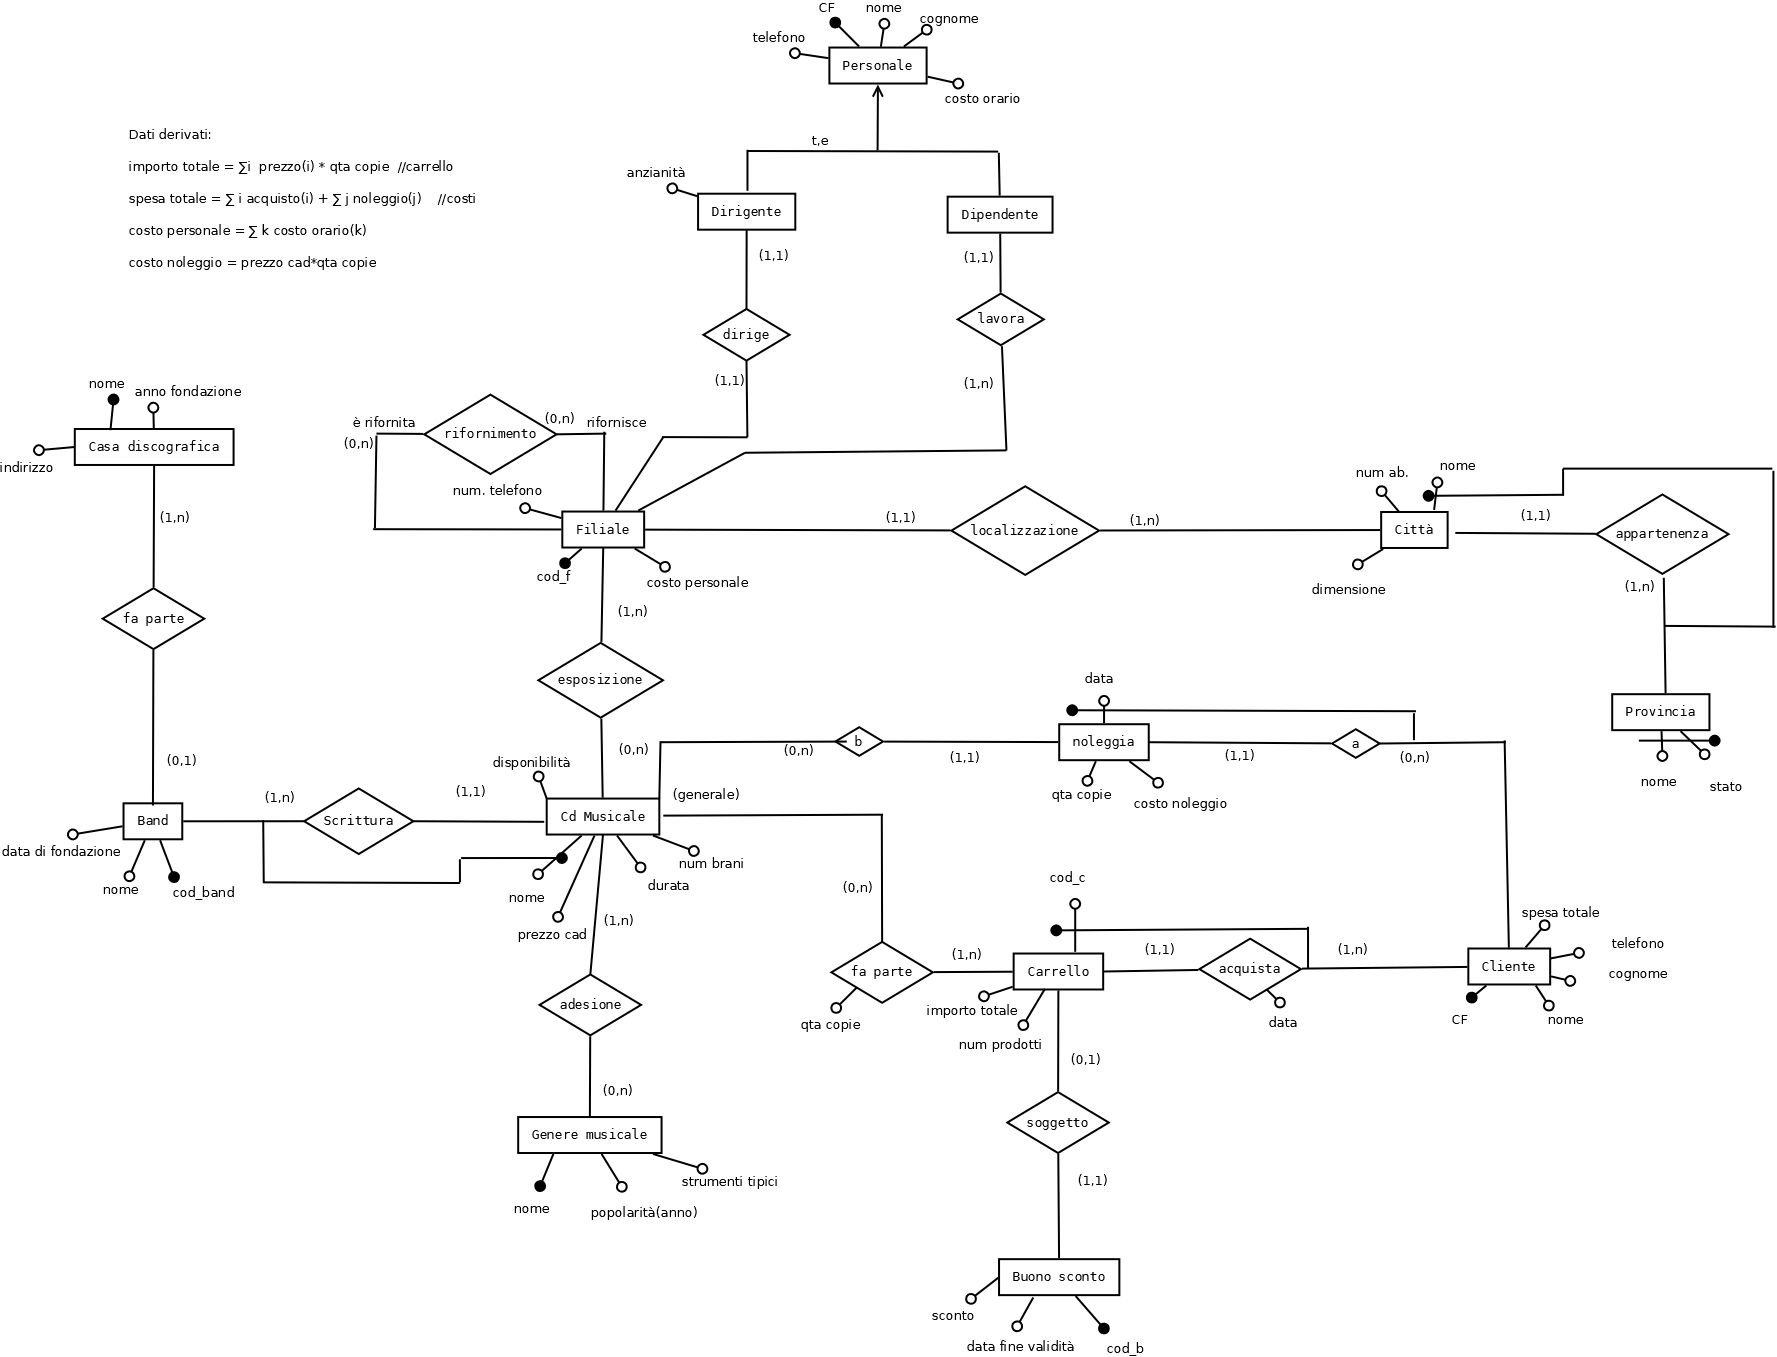 CF
nome
cognome
telefono
Personale
costo orario
Dati derivati:
importo totale = ∑i  prezzo(i) * qta copie  //carrello
spesa totale = ∑ i acquisto(i) + ∑ j noleggio(j)    //costi
costo personale = ∑ k costo orario(k)
costo noleggio = prezzo cad*qta copie
t,e
anzianità
Dirigente
Dipendente
(1,1)
(1,1)
dirige
lavora
(1,1)
(1,n)
nome
anno fondazione
Casa discografica
indirizzo
(1,n)
fa parte
(0,1)
è rifornita
(0,n)
rifornimento
(0,n)
rifornisce
num. telefono
Filiale
cod_f
costo personale
(1,1)
localizzazione
(1,n)
num ab.
nome
Città
dimensione
(1,1)
appartenenza
(1,n)
Provincia
nome
stato
(1,n)
esposizione
(0,n)
disponibilità
(generale)
Cd Musicale
nome
prezzo cad
durata
num brani
(0,n)
b
(1,1)
data
noleggia
qta copie
costo noleggio
(1,1)
a
(0,n)
Band
data di fondazione
nome
cod_band
(1,n)
Scrittura
(1,1)
(1,n)
adesione
(0,n)
Genere musicale
nome
popolarità(anno)
strumenti tipici
(0,n)
fa parte
qta copie
(1,n)
cod_c
Carrello
importo totale
num prodotti
(1,1)
acquista
data
(1,n)
spesa totale
telefono
Cliente
cognome
CF
nome
(0,1)
soggetto
(1,1)
Buono sconto
sconto
data fine validità
cod_b